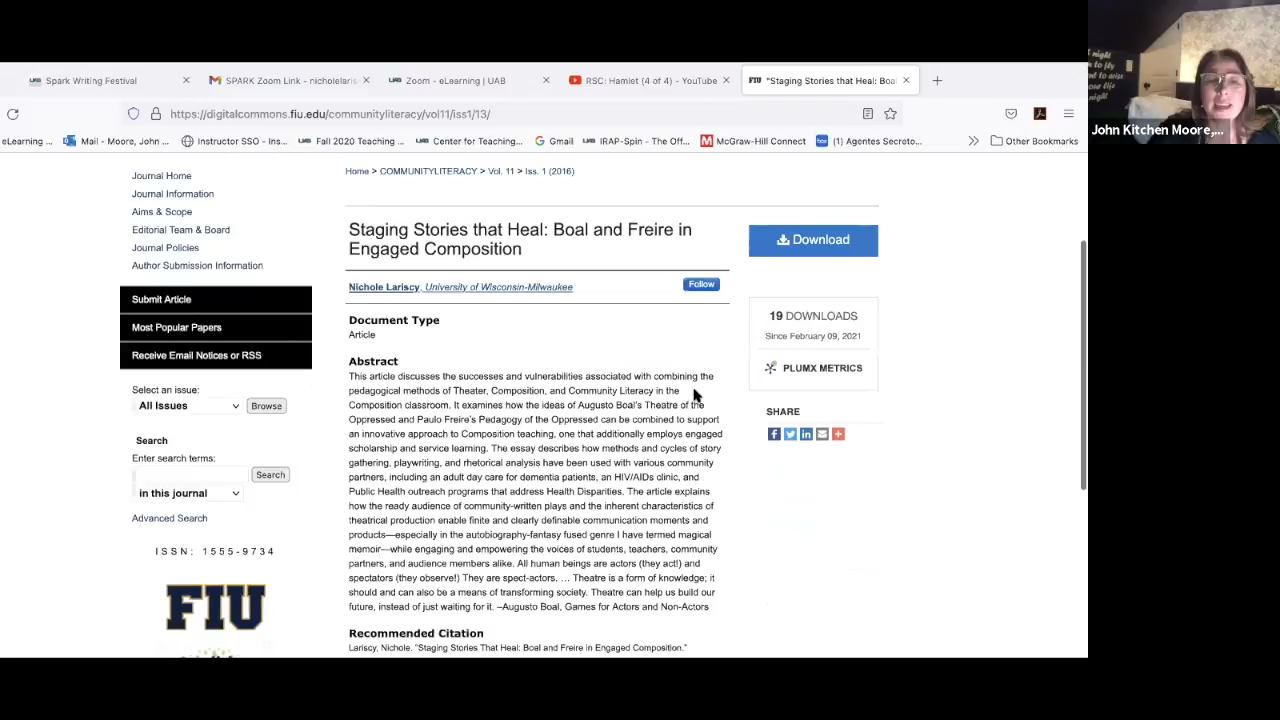 Spark Writing Festival
SPARK Zoom Link - nicholelaris
Zoom - eLearning | UAB
RSC: Hamlet (4 of 4) - YouTube
FIU "Staging Stories that Heal: Boal
https://digitalcommons.fiu.edu/communityliteracy/vol11/iss1/13/
eLearning ...
Mail - Moore, John ...
Instructor SSO - Ins...
Fall 2020 Teaching ...
Center for Teaching...
Gmail
IRAP-Spin - The Off...
McGraw-Hill Connect
(1) Agentes Secreto...
Other Bookmarks
Journal Home
Journal Information
Aims & Scope
Editorial Team & Board
Journal Policies
Author Submission Information
Submit Article
Most Popular Papers
Receive Email Notices or RSS
Select an issue:
All Issues
Browse
Search
Enter search terms:
Search
in this journal
Advanced Search
ISSN: 1555-9734
FIU
Home > COMMUNITYLITERACY > Vol. 11 > Iss. 1 (2016)
Staging Stories that Heal: Boal and Freire in
Engaged Composition
Nichole Lariscy, University of Wisconsin-Milwaukee
Follow
Document Type
Article
Abstract
This article discusses the successes and vulnerabilities associated with combining the
pedagogical methods of Theater, Composition, and Community Literacy in the
Composition classroom. It examines how the ideas of Augusto Boal's Theatre of the
Oppressed and Paulo Freire's Pedagogy of the Oppressed can be combined to support
an innovative approach to Composition teaching, one that additionally employs engaged
scholarship and service learning. The essay describes how methods and cycles of story
gathering, playwriting, and rhetorical analysis have been used with various community
partners, including an adult day care for dementia patients, an HIV/AIDs clinic, and
Public Health outreach programs that address Health Disparities. The article explains
how the ready audience of community-written plays and the inherent characteristics of
theatrical production enable finite and clearly definable communication moments and
products—especially in the autobiography-fantasy fused genre I have termed magical
memoir—while engaging and empowering the voices of students, teachers, community
partners, and audience members alike. All human beings are actors (they act!) and
spectators (they observe!) They are spect-actors. … Theatre is a form of knowledge; it
should and can also be a means of transforming society. Theatre can help us build our
future, instead of just waiting for it. –Augusto Boal, Games for Actors and Non-Actors
Recommended Citation
Lariscy, Nichole. "Staging Stories That Heal: Boal and Freire in Engaged Composition."
Download
19 DOWNLOADS
Since February 09, 2021
PLUMX METRICS
SHARE
John Kitchen Moore,...